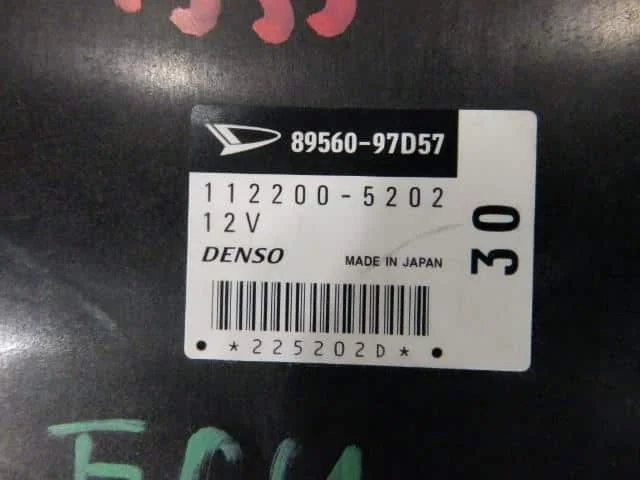 89560-97D57
112200-5202
12V
30
DENSO
MADE IN JAPAN
*225202D*